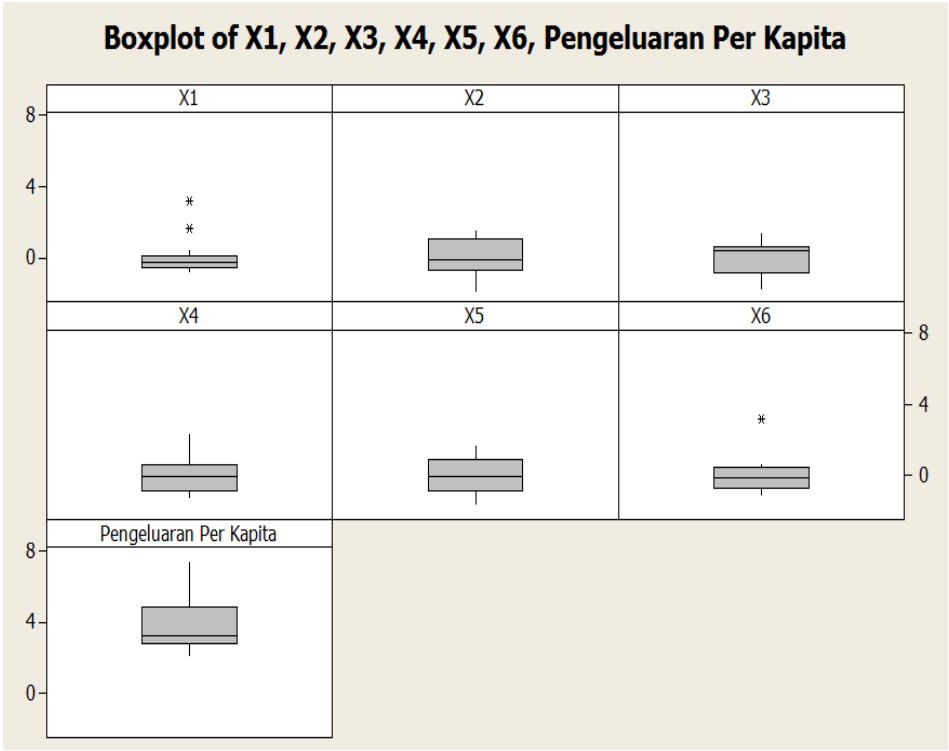 Boxplot of X1, X2, X3, X4, X5, X6, Pengeluaran Per Kapita
X1 X2 X3
8
4
0
X4 X5 X6
8
4
0
Pengeluaran Per Kapita
8
4
0